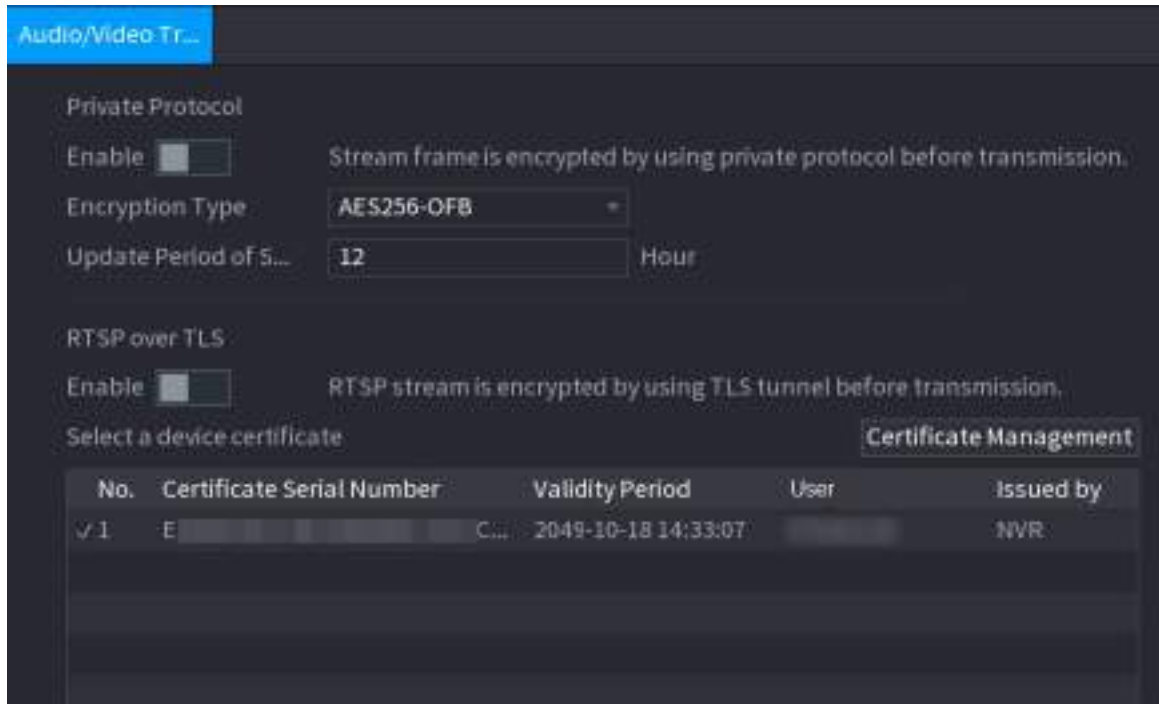 Audio/Video Tr...
Private Protocol
Enable Stream frame is encrypted by using private protocol before transmission.
Encryption Type AES256-OFB
Update Period of S... 12 Hour
RTSP over TLS
Enable RTSP stream is encrypted by using TLS tunnel before transmission.
Select a device certificate Certificate Management
No. Certificate Serial Number Validity Period User Issued by
1 E C... 2049-10-18 14:33:07 NVR